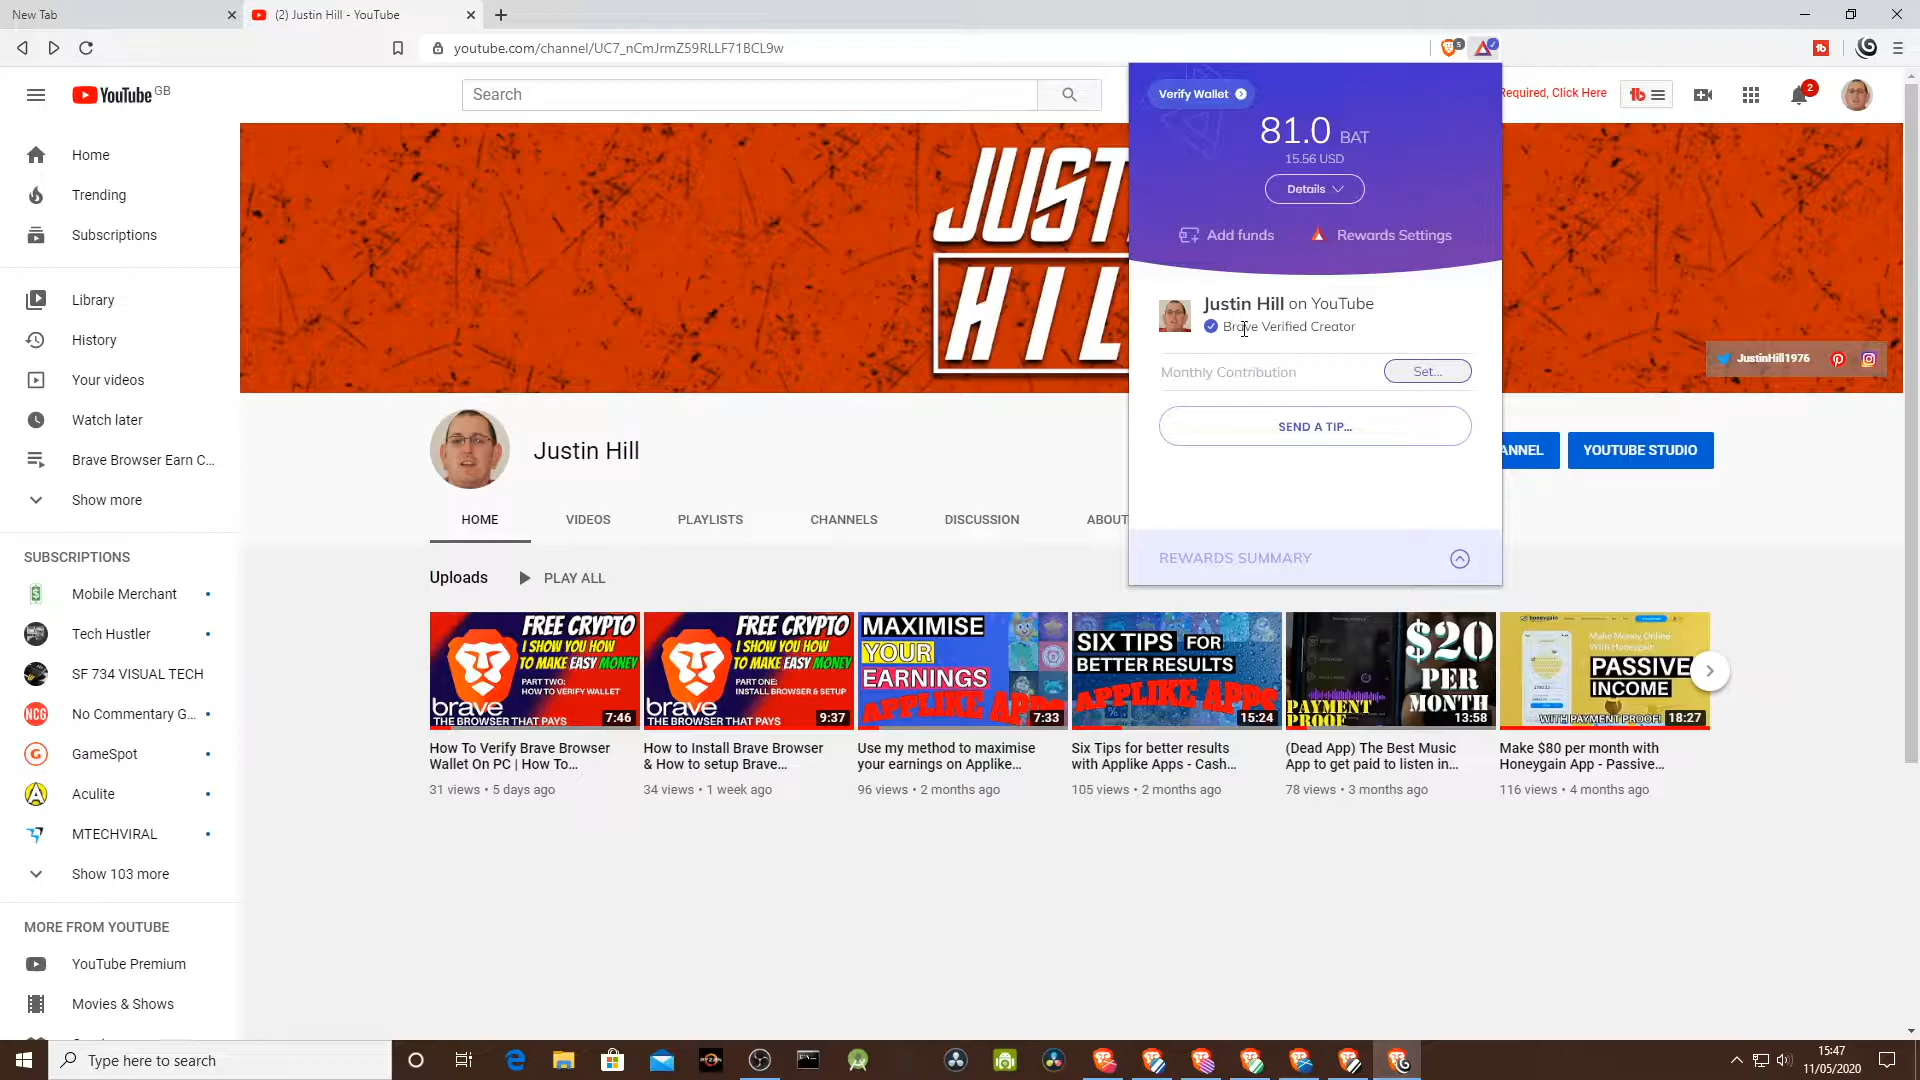 New Tab
(2) Justin Hill - YouTube
youtube.com/channel/UC7_nCmJrmZ59RLLF71BCL9w
YouTube GB
Search
Required, Click Here
2
Home
Trending
Subscriptions
Library
History
Your videos
Watch later
Brave Browser Earn C...
Show more
SUBSCRIPTIONS
Mobile Merchant
Tech Hustler
SF 734 VISUAL TECH
No Commentary G...
GameSpot
Aculite
MTECHVIRAL
Show 103 more
MORE FROM YOUTUBE
YouTube Premium
Movies & Shows
JUST
HIL
JustinHill1976
Verify Wallet
81.0 BAT
15.56 USD
Details
Add funds
Rewards Settings
Justin Hill on YouTube
Brave Verified Creator
Monthly Contribution
Set...
SEND A TIP...
REWARDS SUMMARY
Justin Hill
ANNEL
YOUTUBE STUDIO
HOME
VIDEOS
PLAYLISTS
CHANNELS
DISCUSSION
ABOUT
Uploads
PLAY ALL
FREE CRYPTO
I SHOW YOU HOW
TO MAKE EASY MONEY
PART TWO:
HOW TO VERIFY WALLET
brave
THE BROWSER THAT PAYS
7:46
How To Verify Brave Browser
Wallet On PC | How To...
31 views • 5 days ago
FREE CRYPTO
I SHOW YOU HOW
TO MAKE EASY MONEY
PART ONE:
INSTALL BROWSER & SETUP
brave
THE BROWSER THAT PAYS
9:37
How to Install Brave Browser
& How to setup Brave...
34 views • 1 week ago
MAXIMISE
YOUR
EARNINGS
APPLIKE APPS
7:33
Use my method to maximise
your earnings on Applike...
96 views • 2 months ago
SIX TIPS FOR
BETTER RESULTS
APPLIKE APPS
15:24
Six Tips for better results
with Applike Apps - Cash...
105 views • 2 months ago
$20
PER
MONTH
PAYMENT
PROOF
13:58
(Dead App) The Best Music
App to get paid to listen in...
78 views • 3 months ago
honeygain
Make Money Online
With Honeygain
PASSIVE
INCOME
WITH PAYMENT PROOF!
18:27
Make $80 per month with
Honeygain App - Passive...
116 views • 4 months ago
Type here to search
RYZEN
15:47
11/05/2020